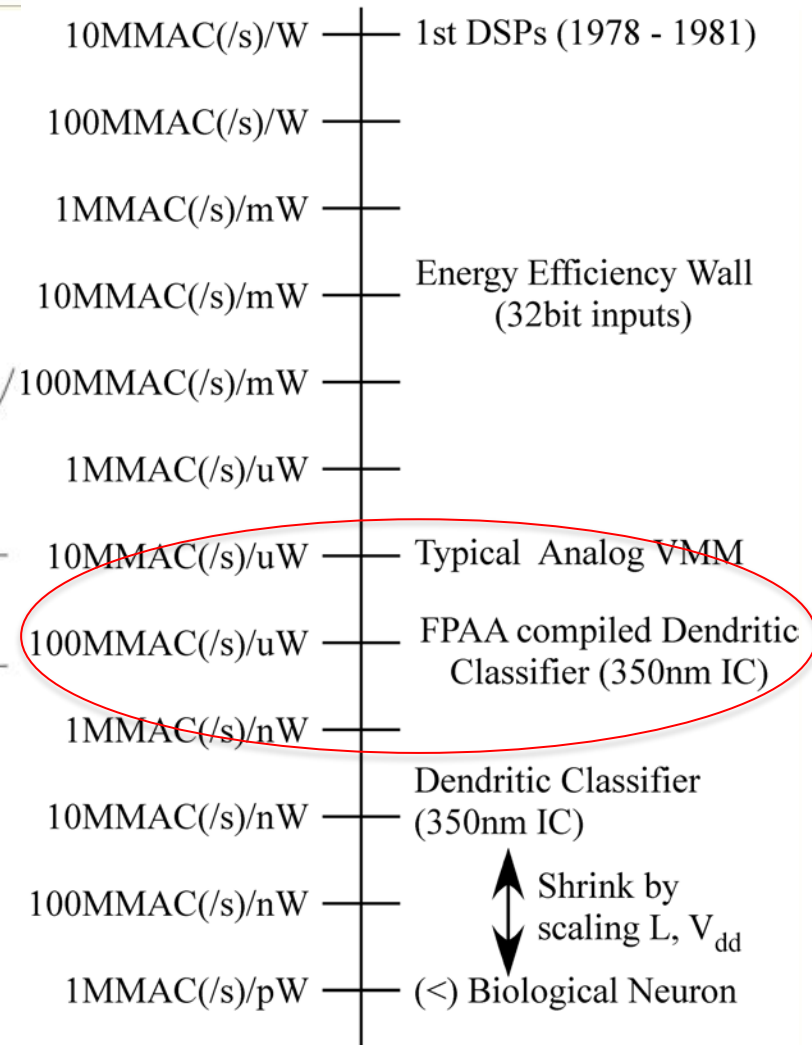 10MMAC(/s)/W 1st DSPs (1978 - 1981)
100MMAC(/s)/W
1MMAC(/s)/mW
Energy Efficiency Wall
10MMAC(/s)/mW
(32bit inputs)
100MMAC(/s)/mW
1MMAC(/s)/uW
10MMAC(/s)/uW Typical Analog VMM
100MMAC(/s)/uW FPAA compiled Dendritic
Classifier (350nm IC)
1MMAC(/s)/nW
Dendritic Classifier
10MMAC(/s)/nW (350nm IC)
Shrink by
100MMAC(/s)/nW
scaling L, Vdd
1MMAC(/s)/pW (<) Biological Neuron